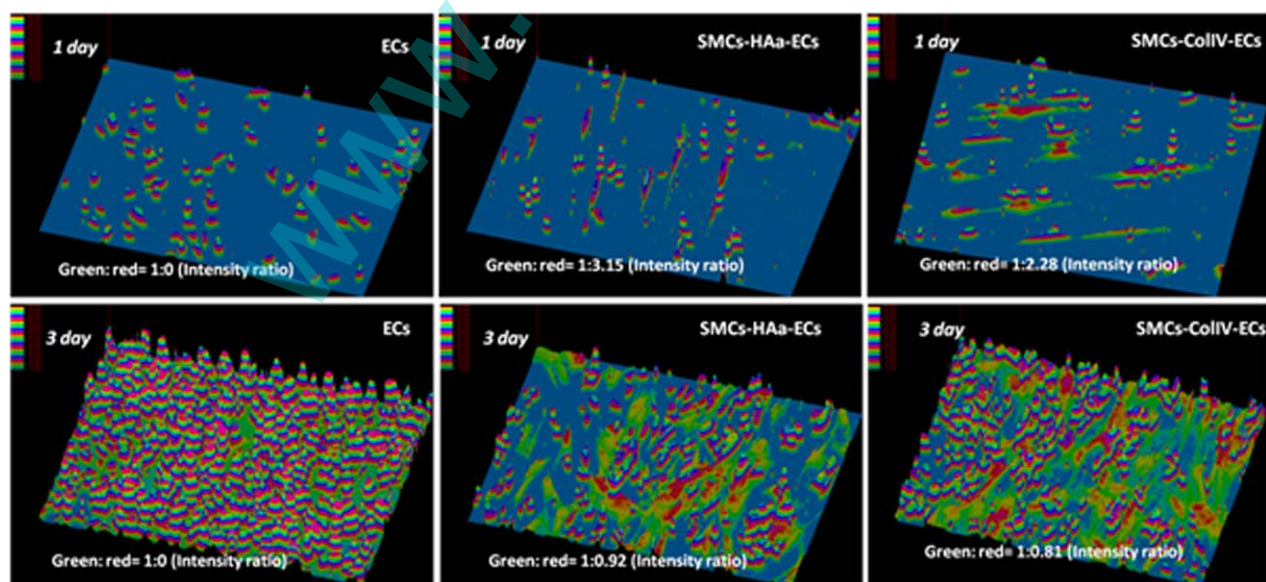 1 day
ECs
Green: red= 1:0 (Intensity ratio)
1 day
SMCs-HAa-ECs
Green: red= 1:3.15 (Intensity ratio)
1 day
SMCs-ColIV-ECs
Green: red= 1:2.28 (Intensity ratio)
3 day
ECs
Green: red= 1:0 (Intensity ratio)
3 day
SMCs-HAa-ECs
Green: red= 1:0.92 (Intensity ratio)
3 day
SMCs-ColIV-ECs
Green: red= 1:0.81 (Intensity ratio)
www.